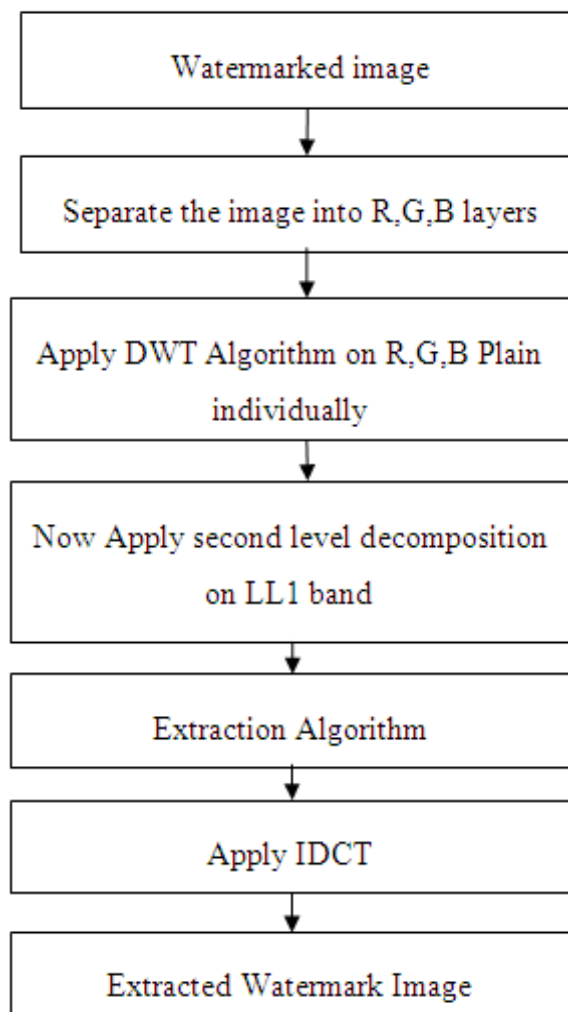 Watermarked image
Separate the image into R,G,B layers
Apply DWT Algorithm on R,G,B Plain
individually
Now Apply second level decomposition
on LL1 band
Extraction Algorithm
Apply IDCT
Extracted Watermark Image